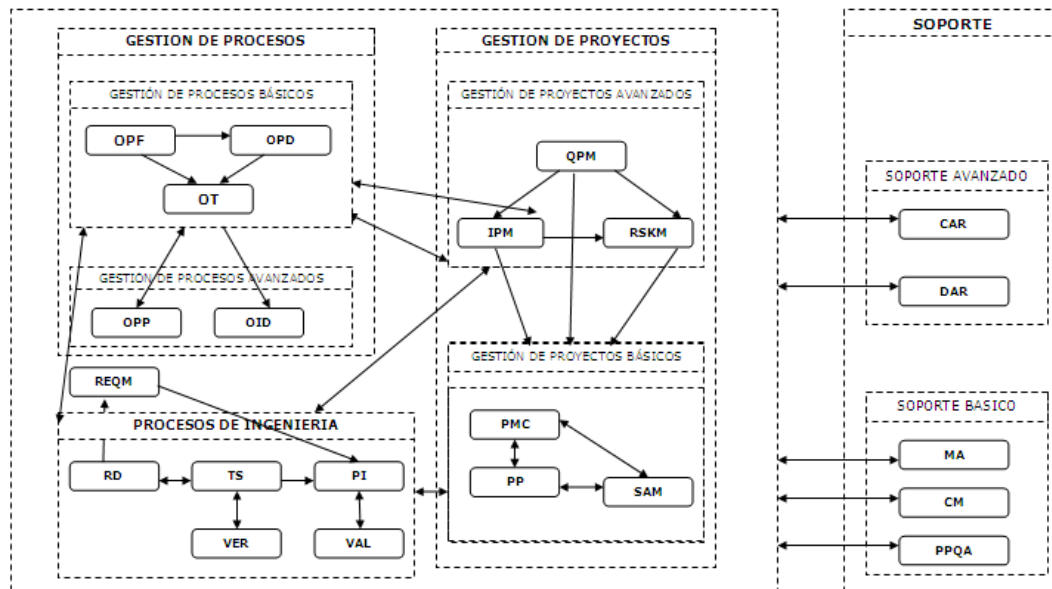 GESTION DE PROCESOS
GESTIÓN DE PROCESOS BÁSICOS
OPF
OPD
OT
GESTIÓN DE PROCESOS AVANZADOS
OPP
OID
REQM
PROCESOS DE INGENIERIA
RD
TS
PI
VER
VAL
GESTION DE PROYECTOS
GESTIÓN DE PROYECTOS AVANZADOS
QPM
IPM
RSKM
GESTIÓN DE PROYECTOS BÁSICOS
PMC
PP
SAM
SOPORTE
SOPORTE AVANZADO
CAR
DAR
SOPORTE BASICO
MA
CM
PPQA